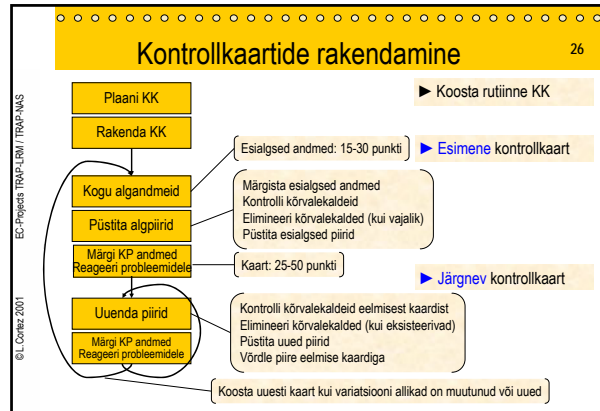 Kontrollkaartide rakendamine
26
EC-Projects TRAP-LRM / TRAP-NAS
© L.Cortez 2001
Plaani KK
Rakenda KK
► Koosta rutiinne KK
Esialgsed andmed: 15-30 punkti
► Esimene kontrollkaart
Kogu algandmeid
Püstita algpiirid
Märgista esialgsed andmed
Kontrolli kõrvalekaldeid
Elimineeri kõrvalekalded (kui vajalik)
Püstita esialgsed piirid
Märgi KP andmed
Reageeri probleemidele
Kaart: 25-50 punkti
► Järgnev kontrollkaart
Uuenda piirid
Märgi KP andmed
Reageeri probleemidele
Kontrolli kõrvalekaldeid eelmisest kaardist
Elimineeri kõrvalekalded (kui eksisteerivad)
Püstita uued piirid
Võrdle piire eelmise kaardiga
Koosta uuesti kaart kui variatsiooni allikad on muutunud või uued